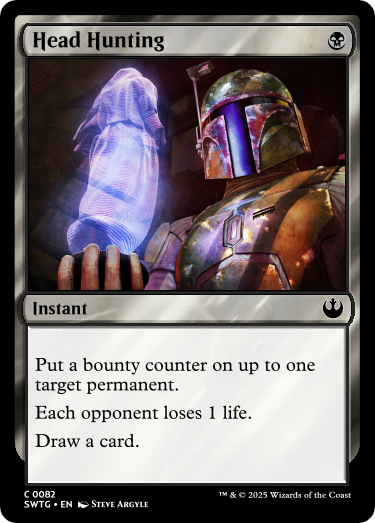 Head Hunting
Instant
Put a bounty counter on up to one
target permanent.
Each opponent loses 1 life.
Draw a card.
C 0082
SWTG • EN Steve Argyle
™ & © 2025 Wizards of the Coast